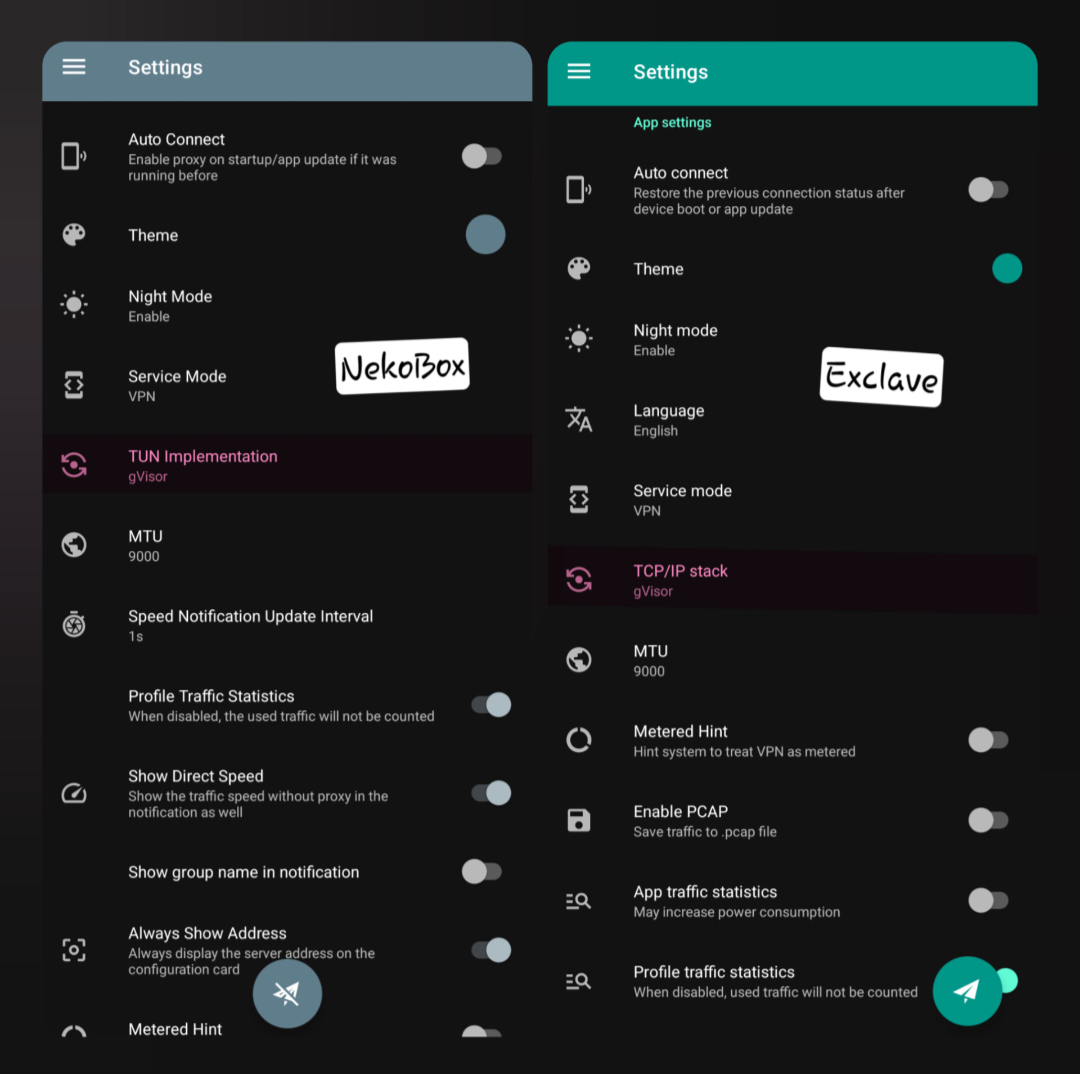 Settings
Auto Connect
Enable proxy on startup/app update if it was
running before
Theme
Night Mode
Enable
Service Mode
VPN
NekoBox
TUN Implementation
gVisor
MTU
9000
Speed Notification Update Interval
1s
Profile Traffic Statistics
When disabled, the used traffic will not be counted
Show Direct Speed
Show the traffic speed without proxy in the
notification as well
Show group name in notification
Always Show Address
Always display the server address on the
configuration card
Metered Hint
Settings
App settings
Auto connect
Restore the previous connection status after
device boot or app update
Theme
Night mode
Enable
Exclave
Language
English
Service mode
VPN
TCP/IP stack
gVisor
MTU
9000
Metered Hint
Hint system to treat VPN as metered
Enable PCAP
Save traffic to .pcap file
App traffic statistics
May increase power consumption
Profile traffic statistics
When disabled, used traffic will not be counted